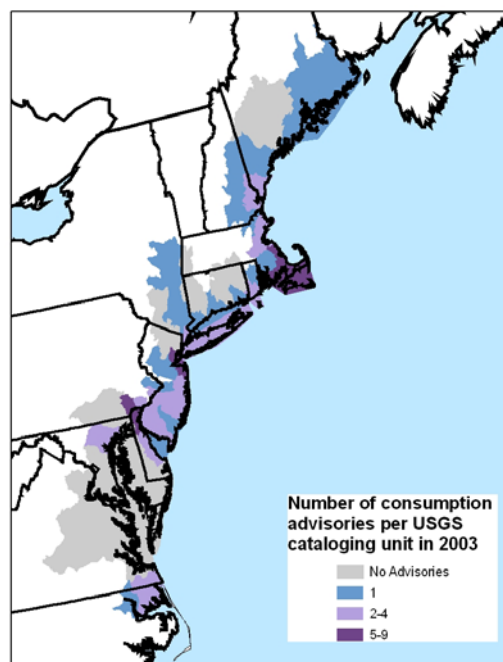 Number of consumption
advisories per USGS
cataloging unit in 2003
No Advisories
1
2-4
5-9